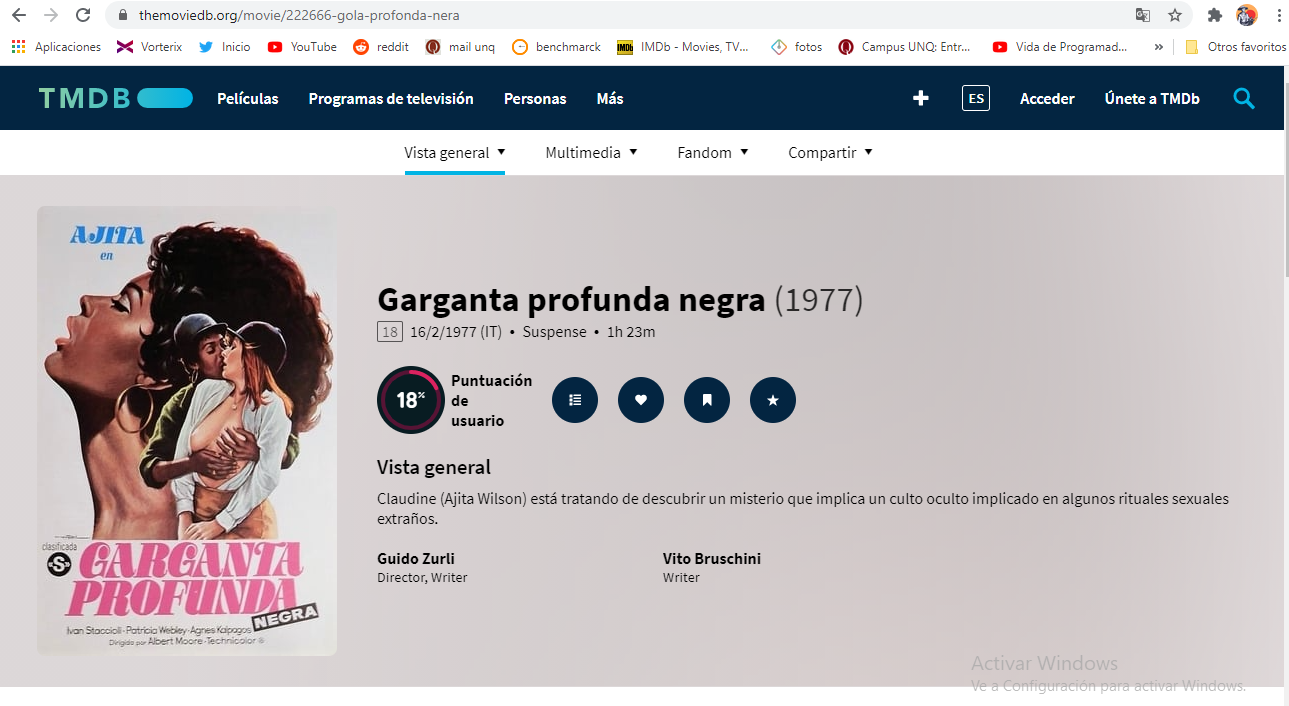 themoviedb.org/movie/222666-gola-profonda-nera
Aplicaciones Vorterix Inicio YouTube reddit mail unq benchmarck IMDb IMDb - Movies, TV... fotos Campus UNQ: Entr... Vida de Programad... » Otros favoritos
TMDB Películas Programas de televisión Personas Más + ES Acceder Únete a TMDb
Vista general Multimedia Fandom Compartir
AJITA
en
clasificada
"S"
GARGANTA
PROFUNDA
NEGRA
Ivan Staccioli-Patricia Webley-Agnes Kalpagos
Dirigida por Albert Moore-Technicolor ®
Garganta profunda negra (1977)
18 16/2/1977 (IT) • Suspense • 1h 23m
18%
Puntuación
de
usuario
Vista general
Claudine (Ajita Wilson) está tratando de descubrir un misterio que implica un culto oculto implicado en algunos rituales sexuales
extraños.
Guido Zurli
Director, Writer
Vito Bruschini
Writer
Activar Windows
Ve a Configuración para activar Windows.